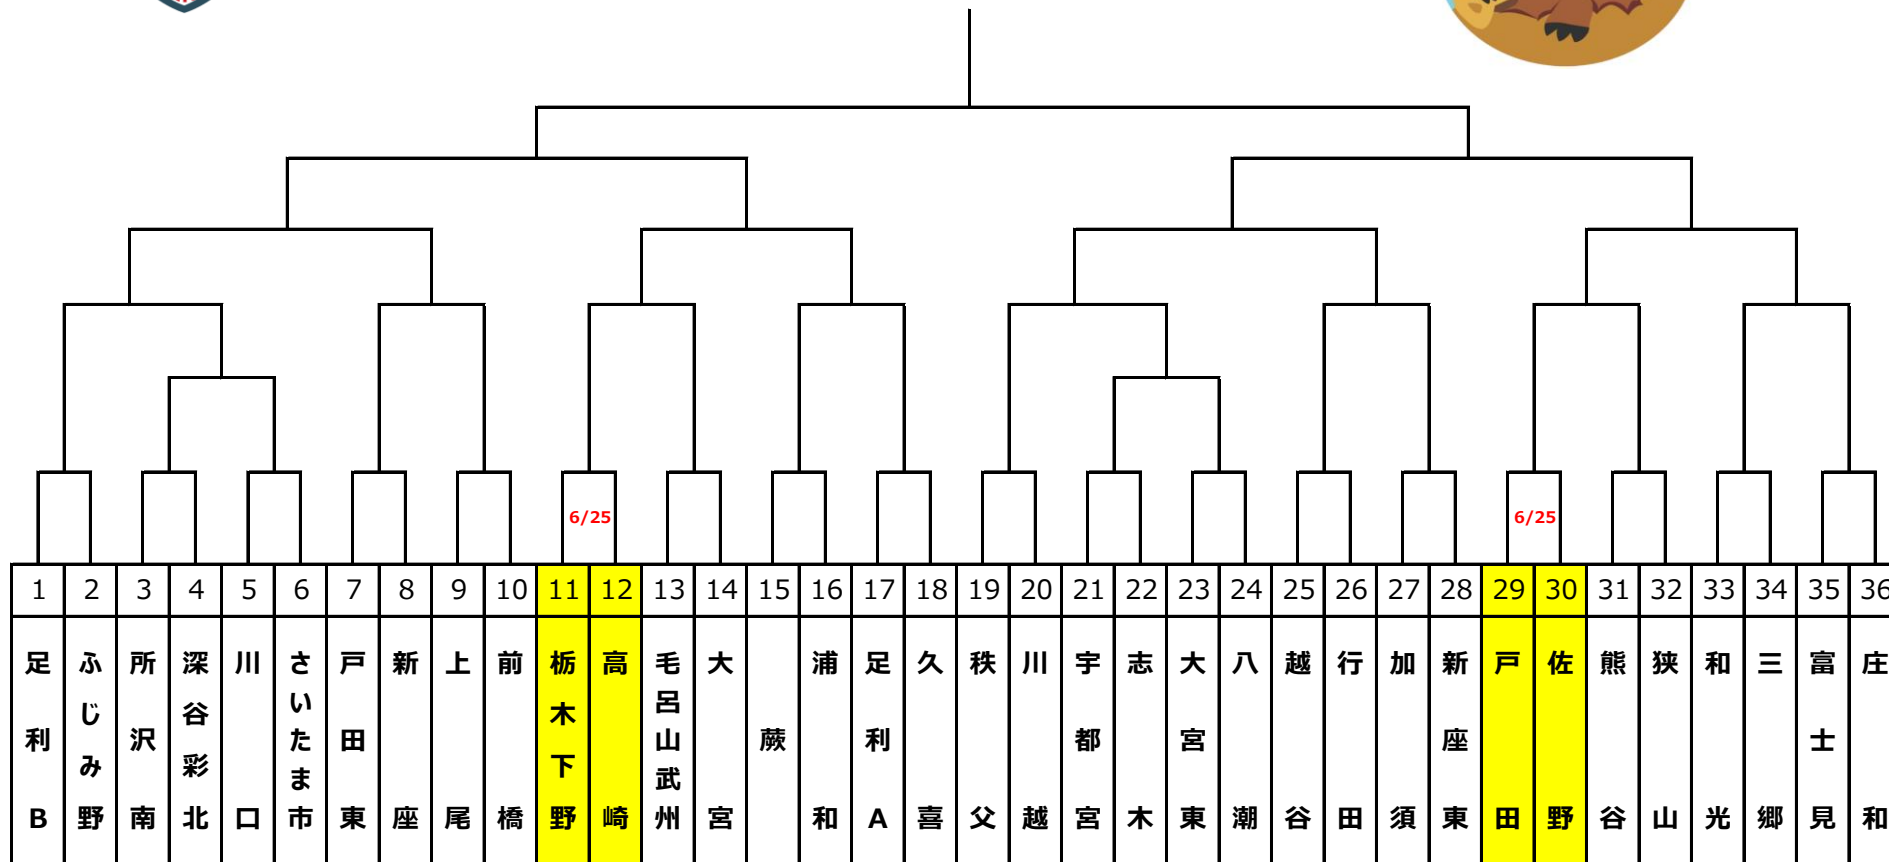 6/25 6/25
1 2 3 4 5 6 7 8 9 10 11 12 13 14 15 16 17 18 19 20 21 22 23 24 25 26 27 28 29 30 31 32 33 34 35 36
足利B
ふじみ野
所沢南
深谷彩北
川口
さいたま市
戸田東
新座
上尾
前橋
栃木下野
高崎
毛呂山武州
大宮
蕨
浦和
足利A
久喜
秩父
川越
宇都宮
志木
大宮東
八潮
越谷
行田
加須
新座東
戸田
佐野
熊谷
狭山
和光
三郷
富士見
庄和